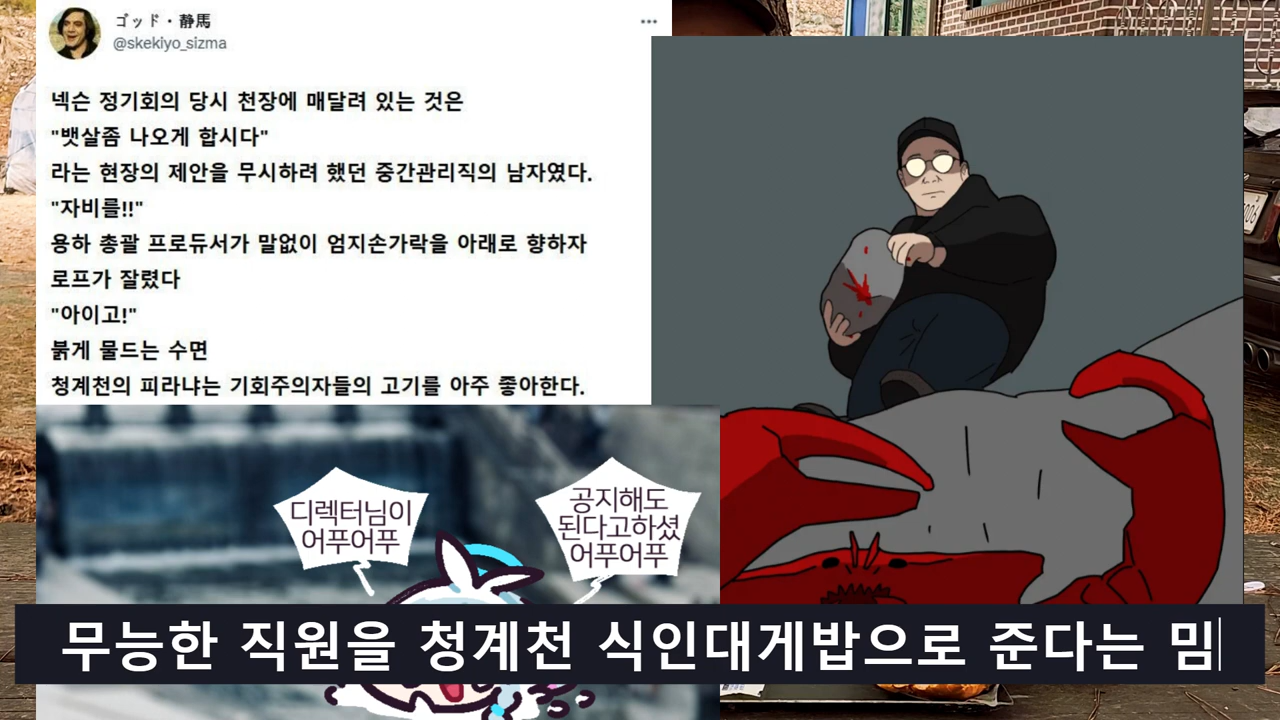 ゴッド・静馬
@skekiyo_sizma
넥슨 정기회의 당시 천장에 매달려 있는 것은
"뱃살좀 나오게 합시다"
라는 현장의 제안을 무시하려 했던 중간관리직의 남자였다.
"자비를!!"
용하 총괄 프로듀서가 말없이 엄지손가락을 아래로 향하자
로프가 잘렸다
"아이고!"
붉게 물드는 수면
청계천의 피라냐는 기회주의자들의 고기를 아주 좋아한다.
디렉터님이
어푸어푸
공지해도
된다고하셨
어푸어푸
무능한 직원을 청계천 식인대게밥으로 준다는 밈